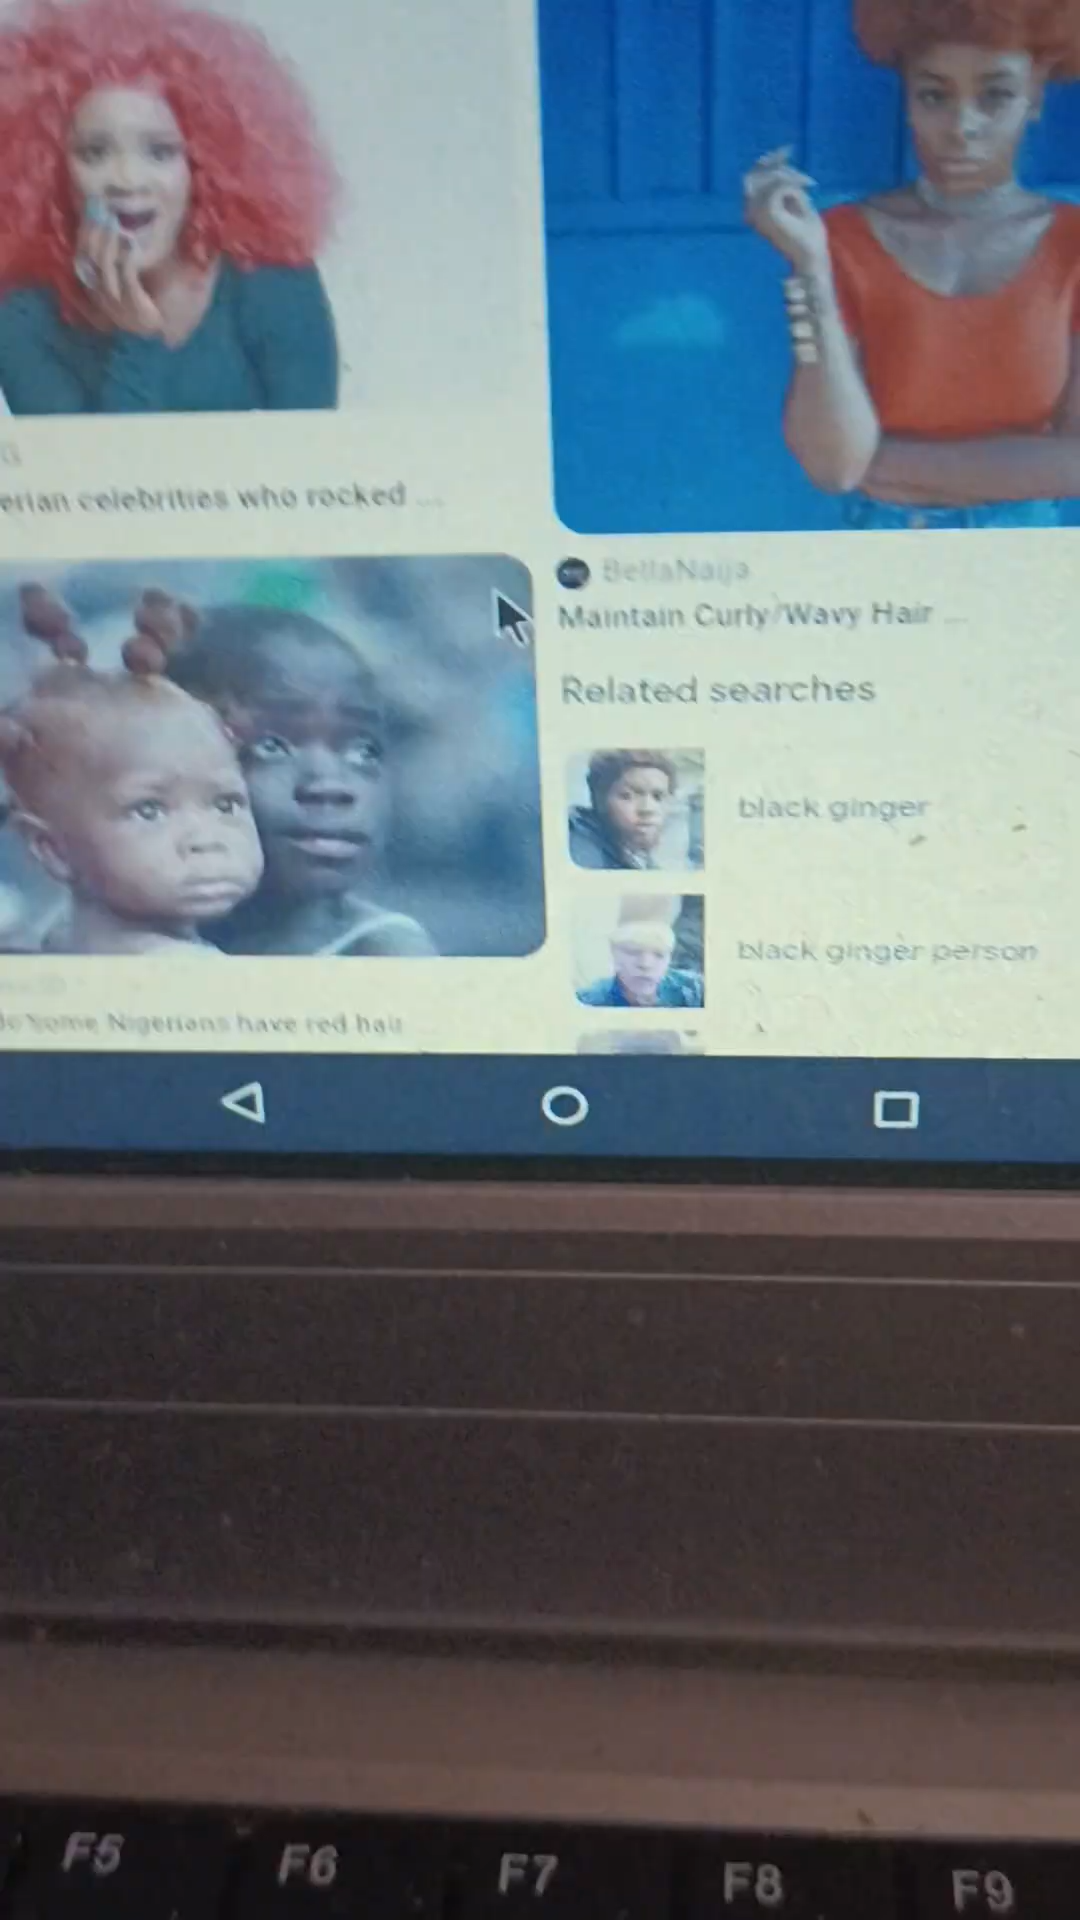 erian celebrities who rocked ...
BellaNaija
Maintain Curly/Wavy Hair ...
Related searches
black ginger
black ginger person
some Nigerians have red hair
F5 F6 F7 F8 F9